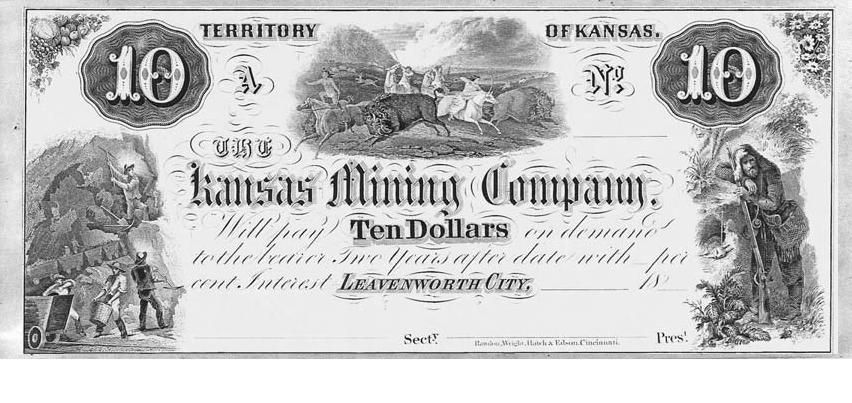 TERRITORY OF KANSAS.
10 A Nº 10
THE
Kansas Mining Company.
Will pay Ten Dollars on demand
to the bearer Two Years after date with per
cent Interest LEAVENWORTH CITY, 18
Sectʸ. Rawdon, Wright, Hatch & Edson, Cincinnati. Presᵗ